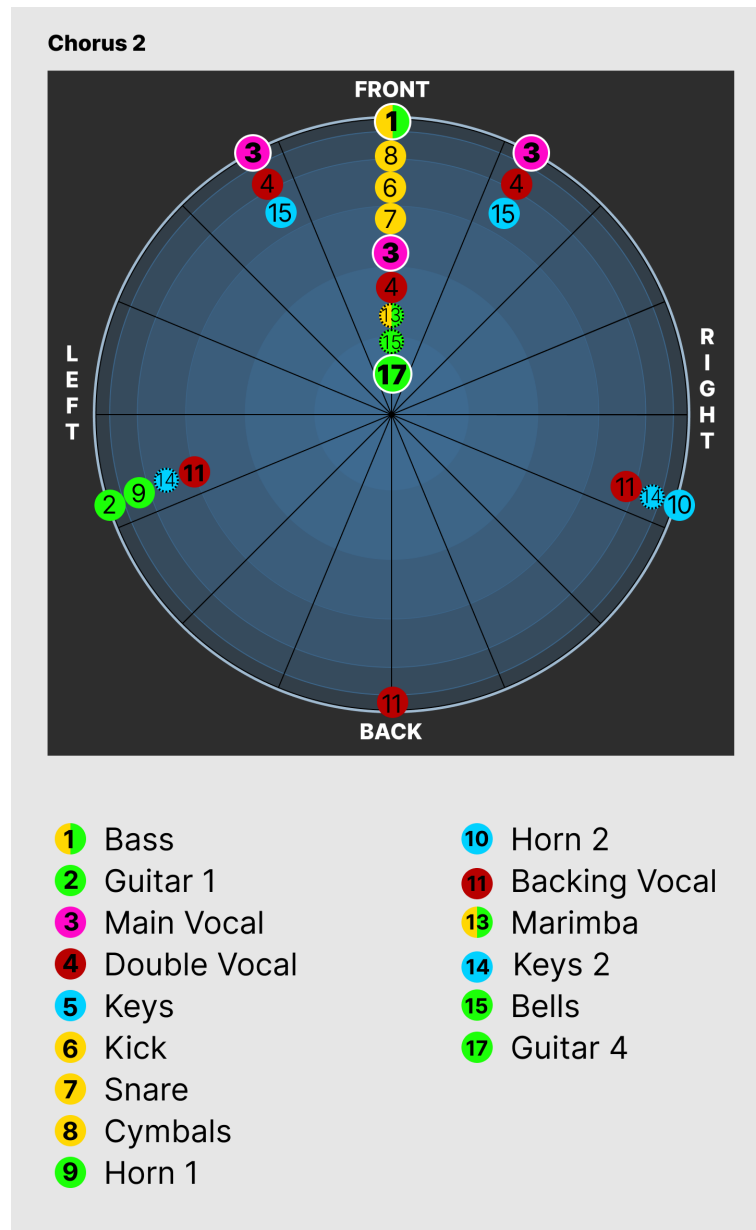 Chorus 2
FRONT
1
3
3
8
4
4
6
15
15
7
3
4
13
15
17
LEFT
RIGHT
11
14
9
2
11
14
10
11
BACK
1 Bass
2 Guitar 1
3 Main Vocal
4 Double Vocal
5 Keys
6 Kick
7 Snare
8 Cymbals
9 Horn 1
10 Horn 2
11 Backing Vocal
13 Marimba
14 Keys 2
15 Bells
17 Guitar 4